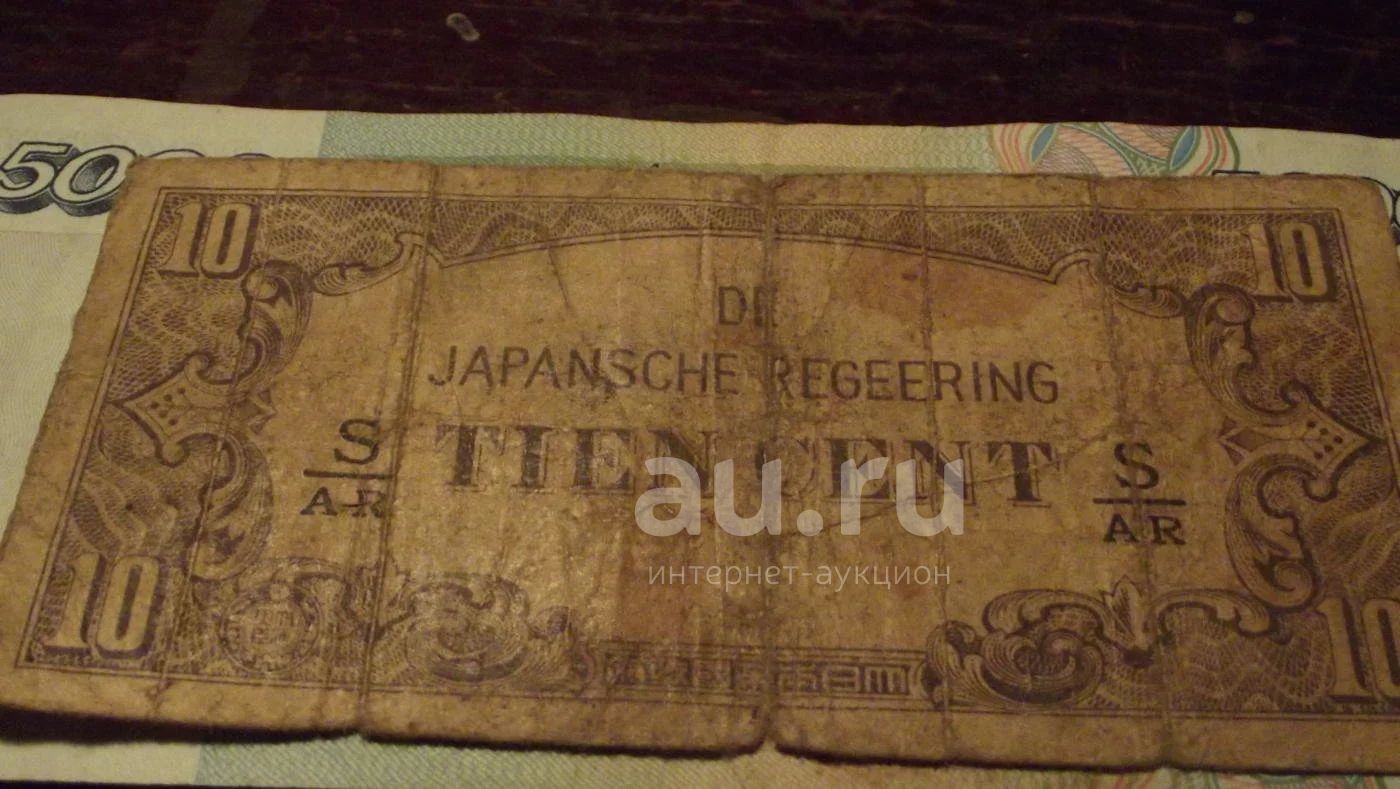 10 10
DE
JAPANSCHE REGEERING
TIEN CENT
S S
AR AR
au.ru
интернет-аукцион
10 10